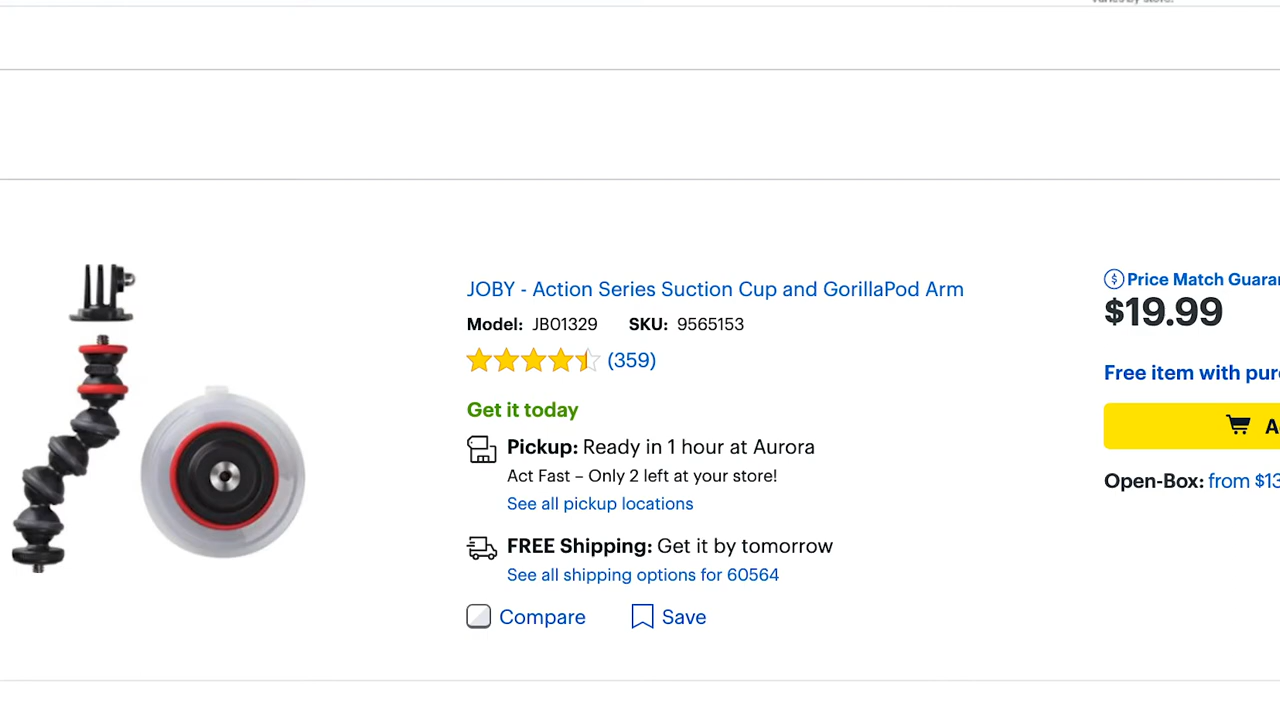 JOBY - Action Series Suction Cup and GorillaPod Arm
Model: JB01329 SKU: 9565153
(359)
Get it today
Pickup: Ready in 1 hour at Aurora
Act Fast – Only 2 left at your store!
See all pickup locations
FREE Shipping: Get it by tomorrow
See all shipping options for 60564
Compare
Save
Price Match Guaran
$19.99
Free item with pur
A
Open-Box: from $13